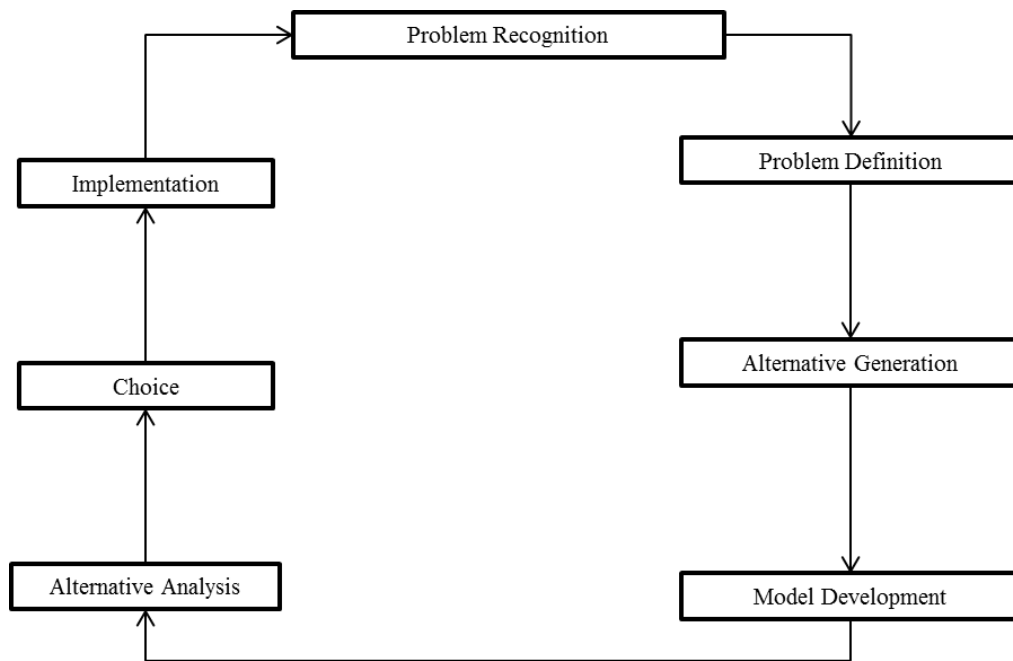 Problem Recognition
Problem Definition
Alternative Generation
Model Development
Alternative Analysis
Choice
Implementation